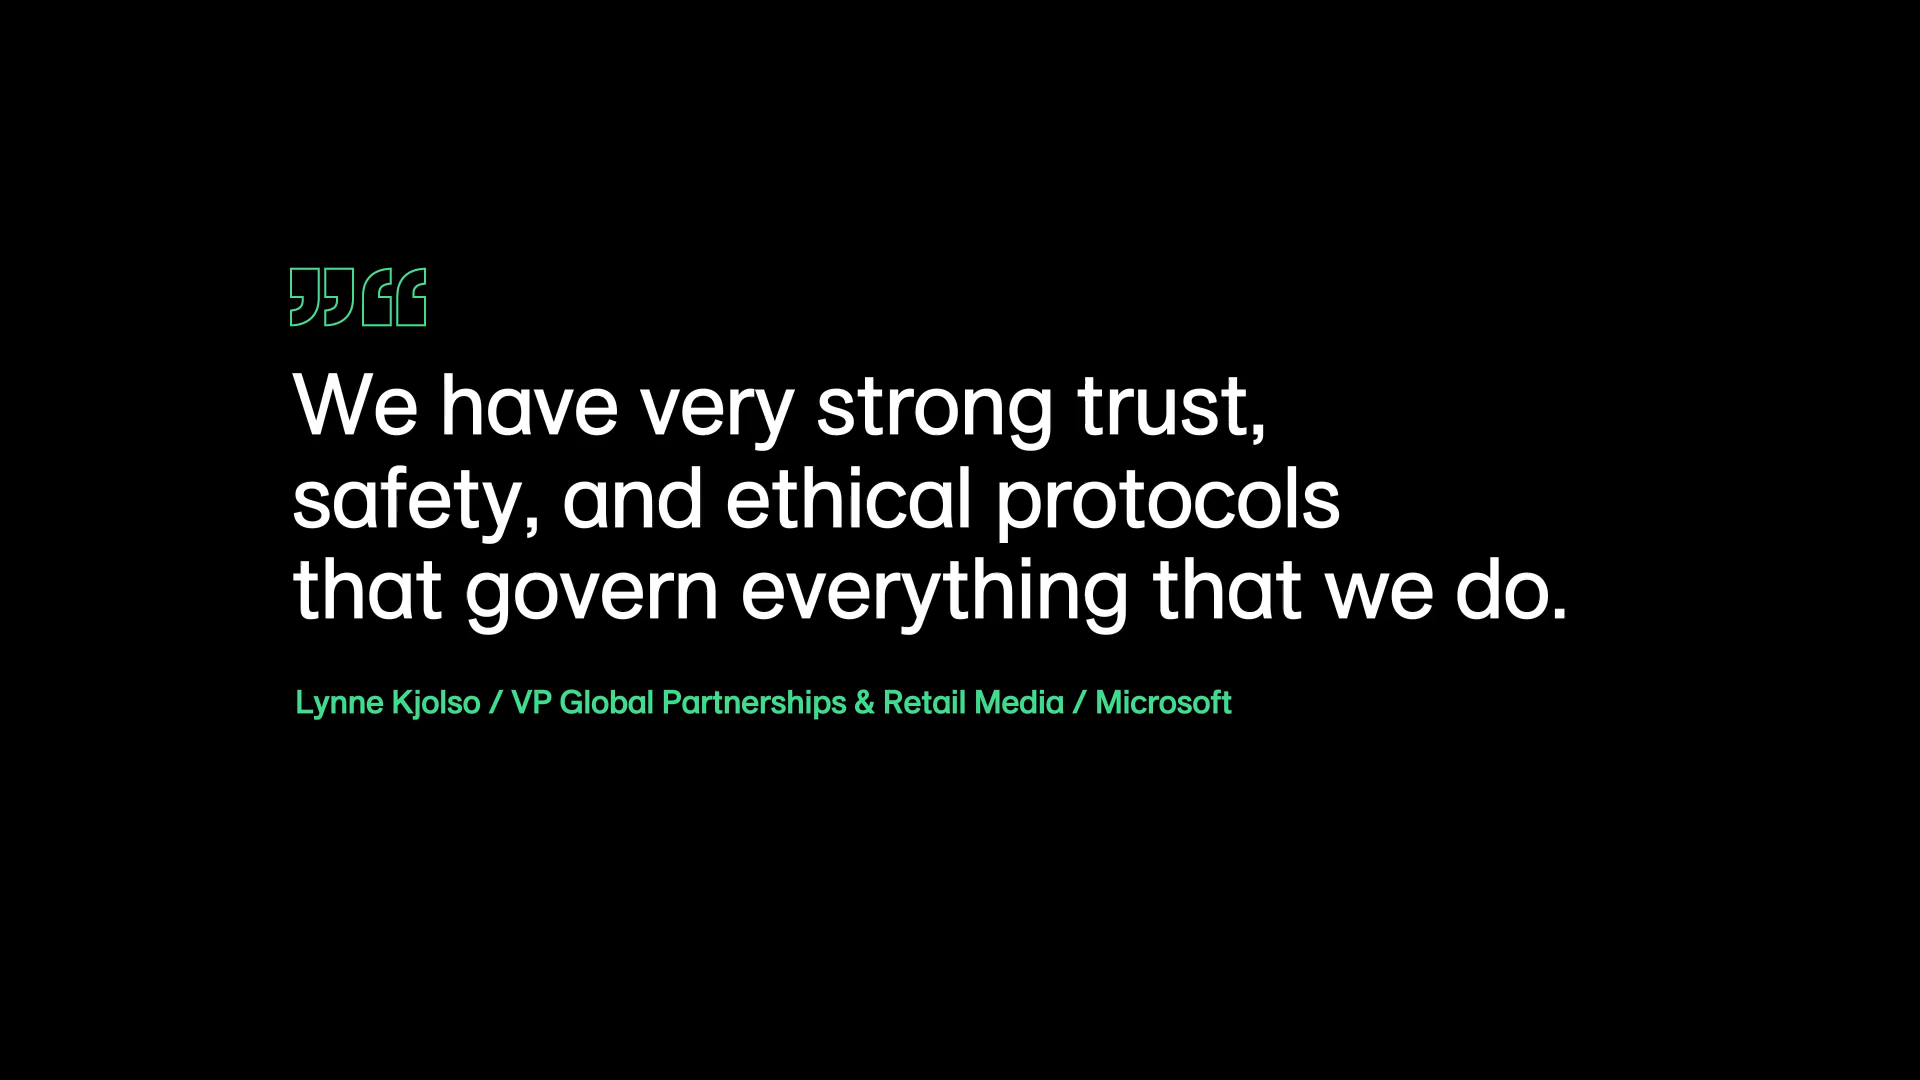 ”“
We have very strong trust,
safety, and ethical protocols
that govern everything that we do.
Lynne Kjolso / VP Global Partnerships & Retail Media / Microsoft